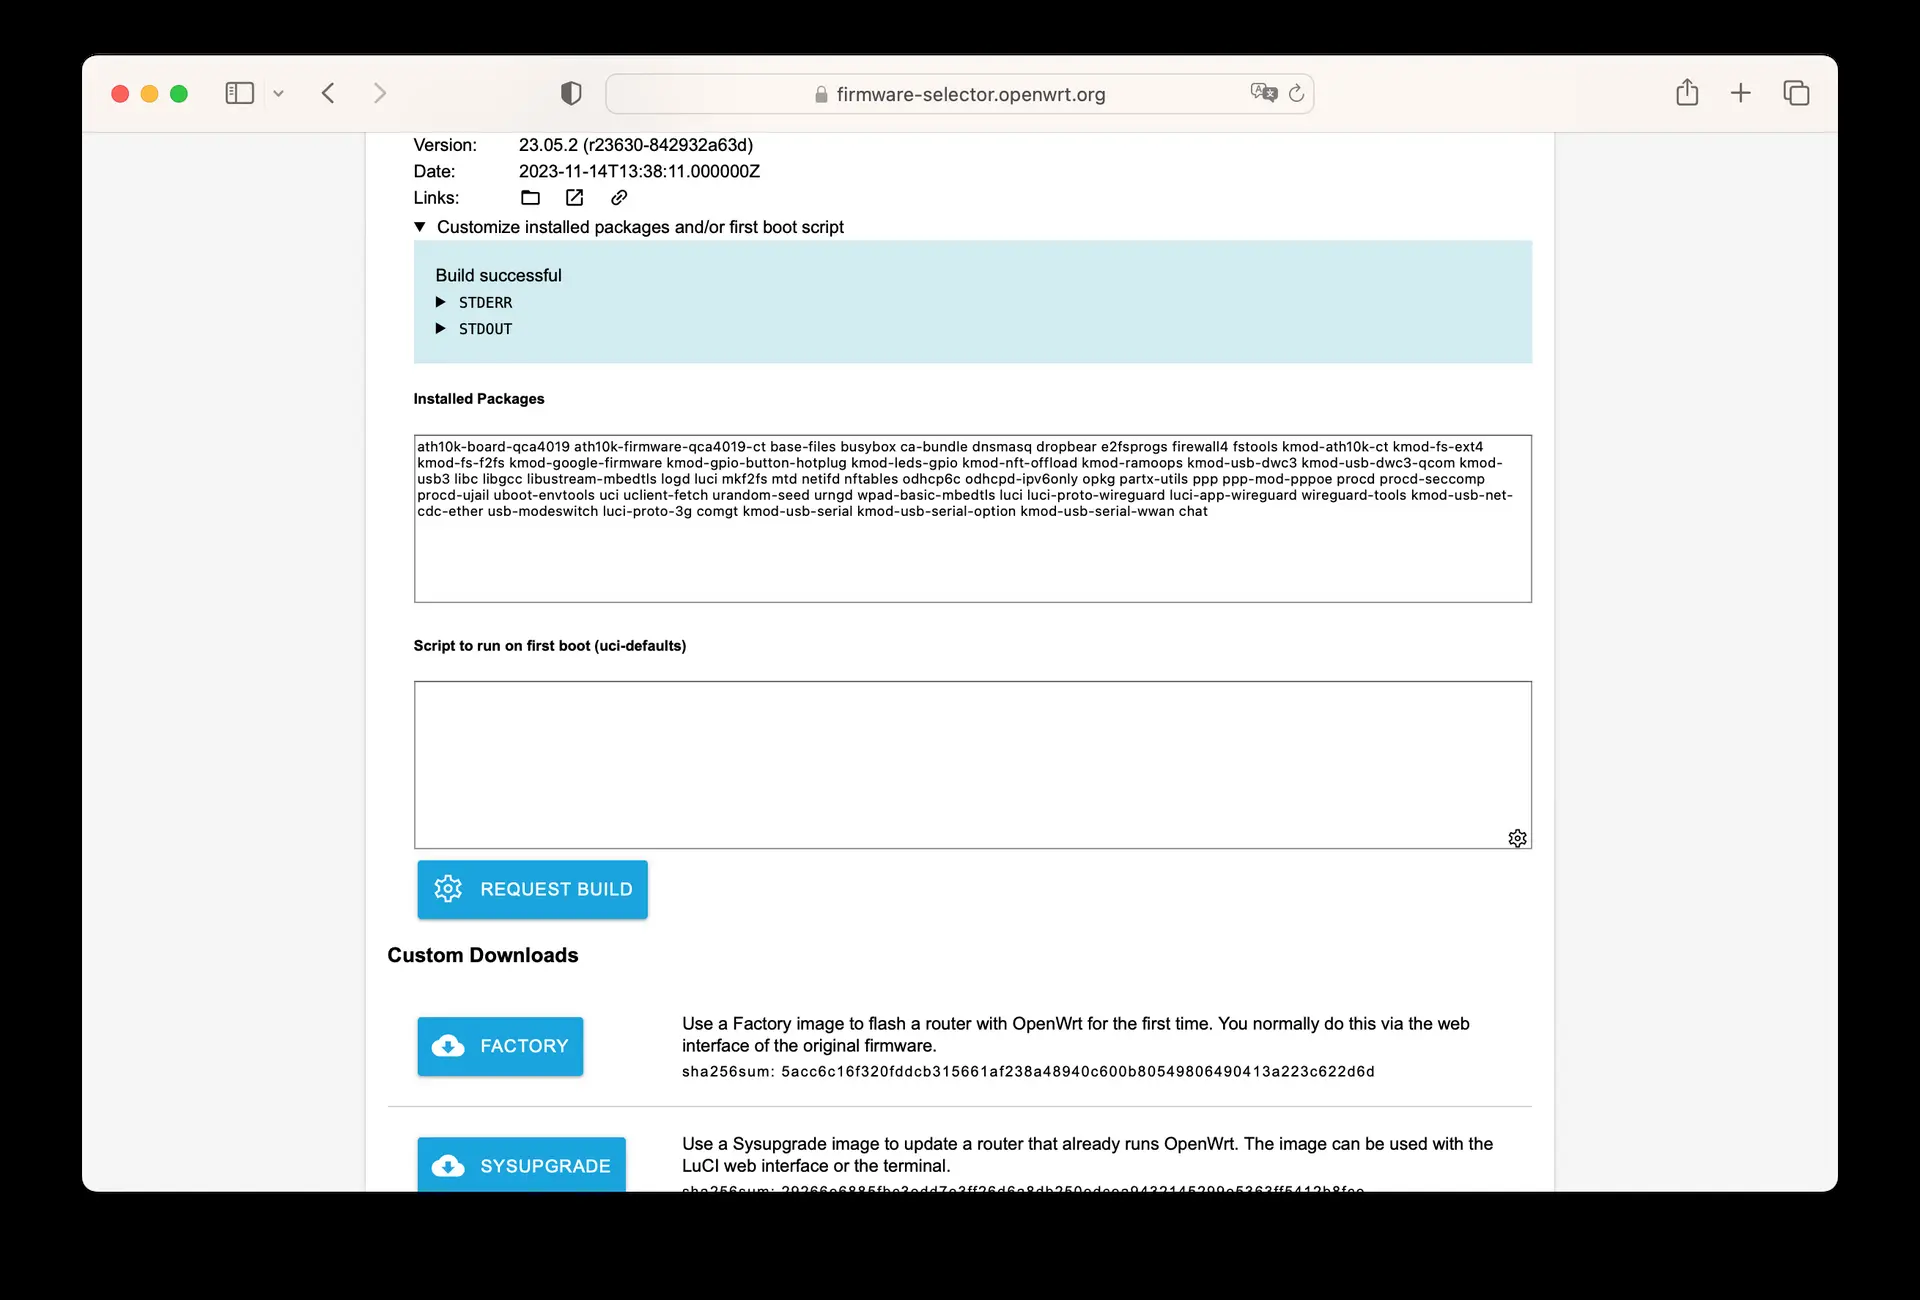 firmware-selector.openwrt.org
Version: 23.05.2 (r23630-842932a63d)
Date: 2023-11-14T13:38:11.000000Z
Links:
Customize installed packages and/or first boot script
Build successful
STDERR
STDOUT
Installed Packages
ath10k-board-qca4019 ath10k-firmware-qca4019-ct base-files busybox ca-bundle dnsmasq dropbear e2fsprogs firewall4 fstools kmod-ath10k-ct kmod-fs-ext4
kmod-fs-f2fs kmod-google-firmware kmod-gpio-button-hotplug kmod-leds-gpio kmod-nft-offload kmod-ramoops kmod-usb-dwc3 kmod-usb-dwc3-qcom kmod-
usb3 libc libgcc libustream-mbedtls logd luci mkf2fs mtd netifd nftables odhcp6c odhcpd-ipv6only opkg partx-utils ppp ppp-mod-pppoe procd procd-seccomp
procd-ujail uboot-envtools uci uclient-fetch urandom-seed urngd wpad-basic-mbedtls luci luci-proto-wireguard luci-app-wireguard wireguard-tools kmod-usb-net-
cdc-ether usb-modeswitch luci-proto-3g comgt kmod-usb-serial kmod-usb-serial-option kmod-usb-serial-wwan chat
Script to run on first boot (uci-defaults)
REQUEST BUILD
Custom Downloads
FACTORY
Use a Factory image to flash a router with OpenWrt for the first time. You normally do this via the web
interface of the original firmware.
sha256sum: 5acc6c16f320fddcb315661af238a48940c600b80549806490413a223c622d6d
SYSUPGRADE
Use a Sysupgrade image to update a router that already runs OpenWrt. The image can be used with the
LuCI web interface or the terminal.
sha256sum: